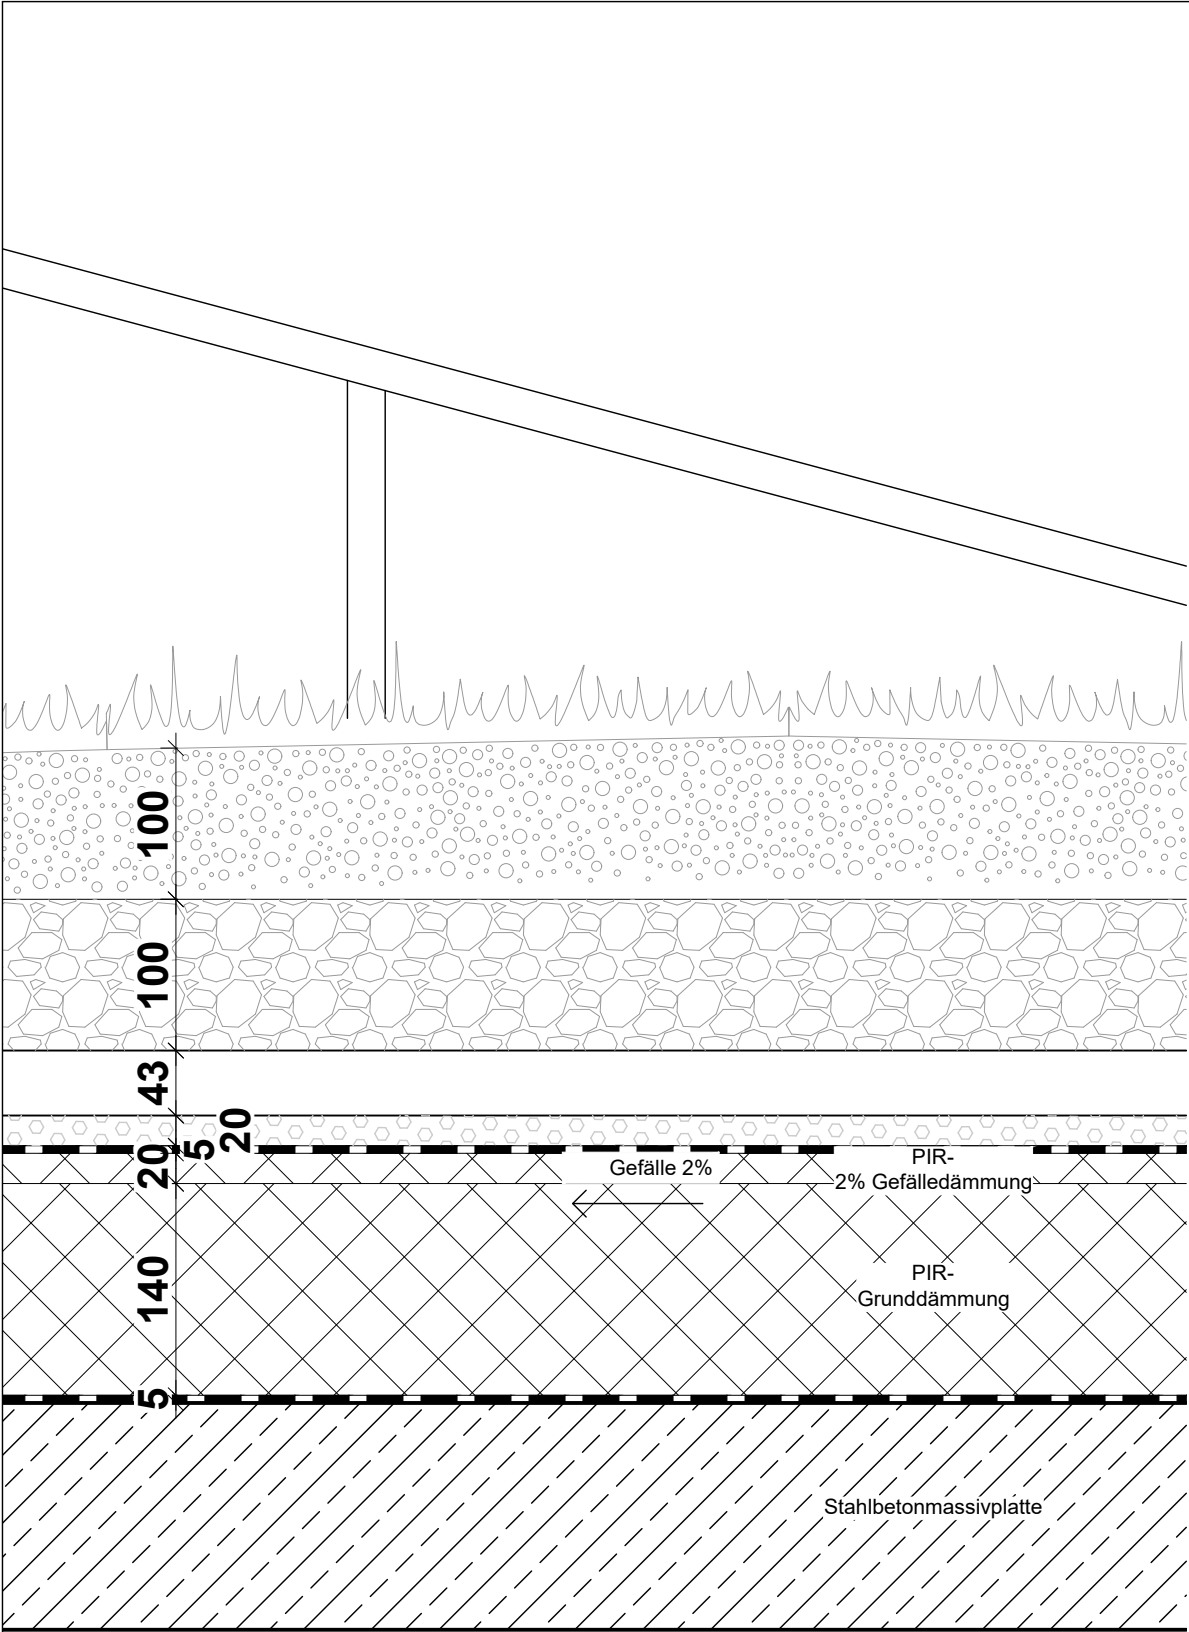 100
100
43
20
5
20
Gefälle 2%
PIR-
2% Gefälledämmung
140
PIR-
Grunddämmung
5
Stahlbetonmassivplatte